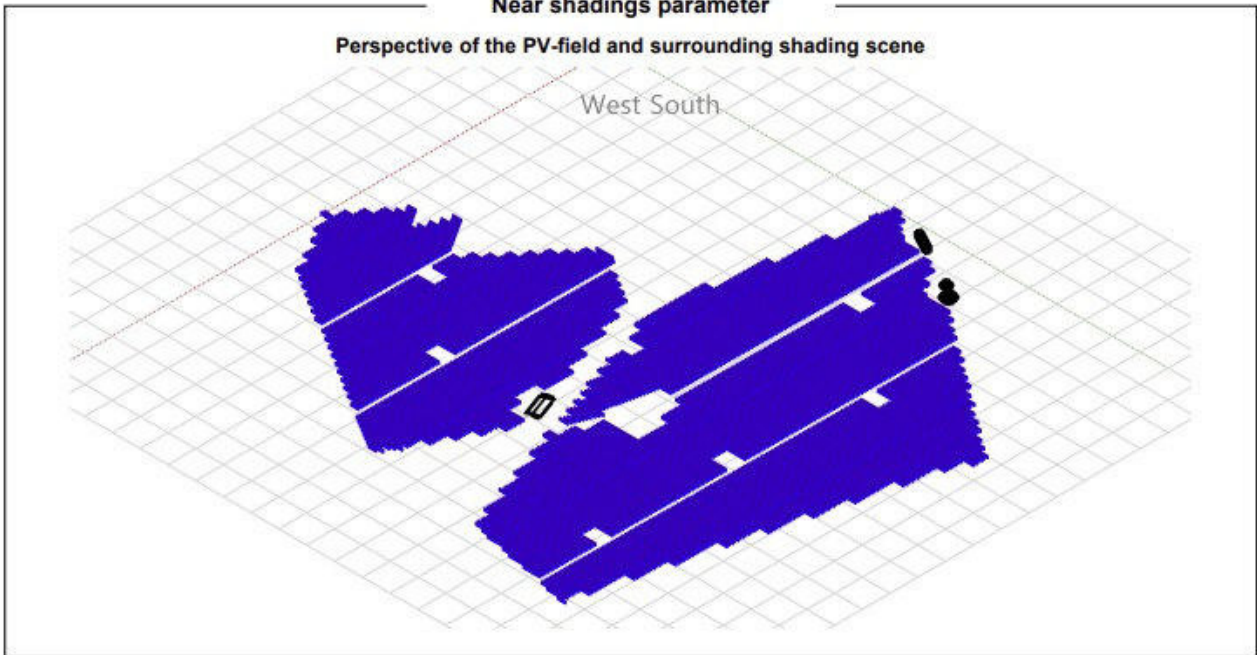 Near shadings parameter
Perspective of the PV-field and surrounding shading scene
West South